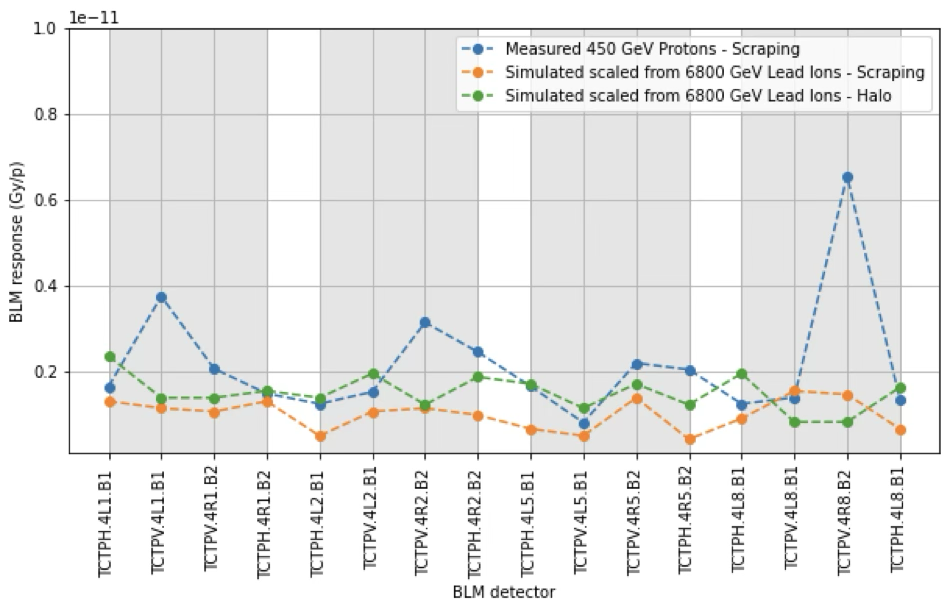 1e−11
Measured 450 GeV Protons - Scraping
Simulated scaled from 6800 GeV Lead Ions - Scraping
Simulated scaled from 6800 GeV Lead Ions - Halo
BLM response (Gy/p)
1.0
0.8
0.6
0.4
0.2
TCTPH.4L1.B1
TCTPV.4L1.B1
TCTPV.4R1.B2
TCTPH.4R1.B2
TCTPH.4L2.B1
TCTPV.4L2.B1
TCTPV.4R2.B2
TCTPH.4R2.B2
TCTPH.4L5.B1
TCTPV.4L5.B1
TCTPV.4R5.B2
TCTPH.4R5.B2
TCTPH.4L8.B1
TCTPV.4L8.B1
TCTPV.4R8.B2
TCTPH.4L8.B1
BLM detector